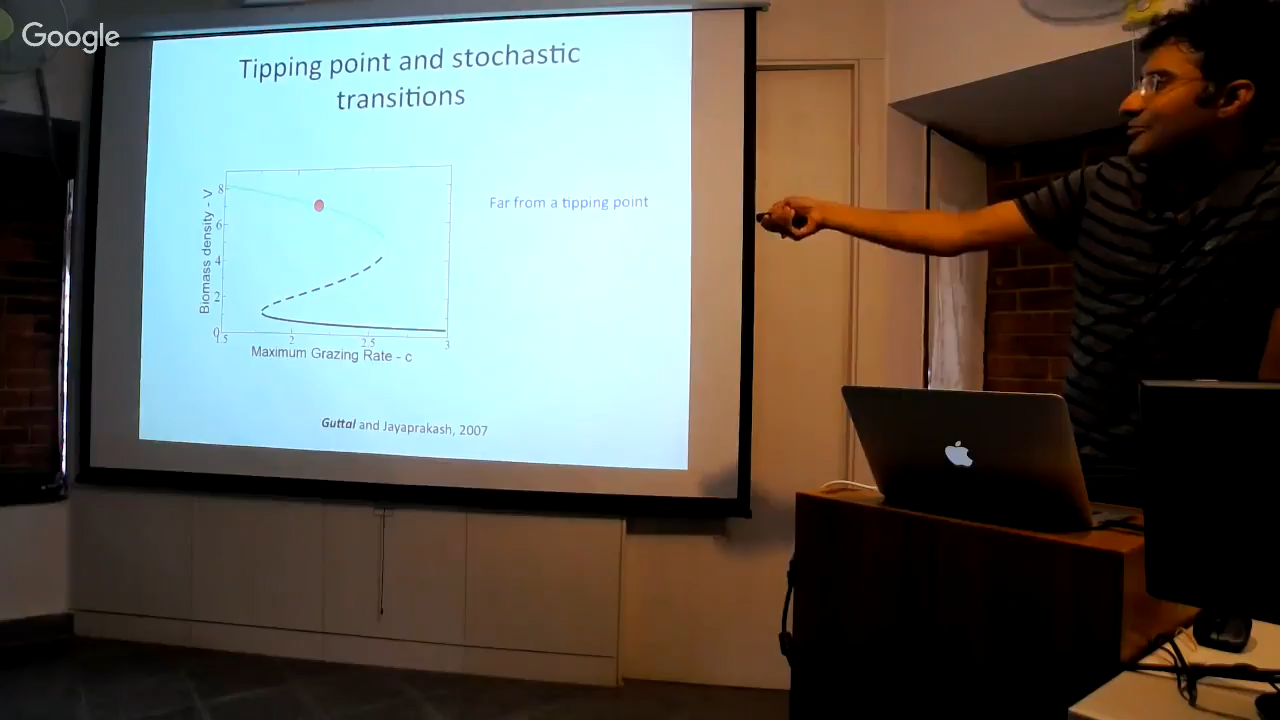 Google
Tipping point and stochastic
transitions
Biomass density - V
8
6
4
2
0
1.5
2
2.5
3
Maximum Grazing Rate - c
Far from a tipping point
Guttal and Jayaprakash, 2007